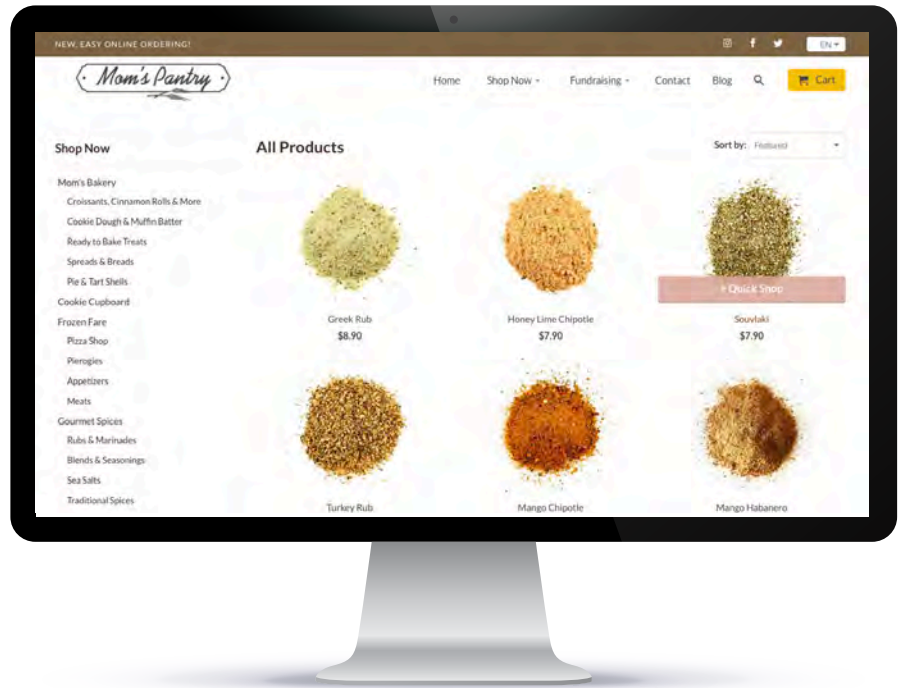 NEW, EASY ONLINE ORDERING!
EN
Mom's Pantry
Home Shop Now Fundraising Contact Blog Cart
Shop Now
All Products
Sort by: Featured
Mom's Bakery
Croissants, Cinnamon Rolls & More
Cookie Dough & Muffin Batter
Ready to Bake Treats
Spreads & Breads
Pie & Tart Shells
Cookie Cupboard
Frozen Fare
Pizza Shop
Pierogies
Appetizers
Meats
Gourmet Spices
Rubs & Marinades
Blends & Seasonings
Sea Salts
Traditional Spices
+ Quick Shop
Greek Rub
$8.90
Honey Lime Chipotle
$7.90
Souvlaki
$7.90
Turkey Rub
Mango Chipotle
Mango Habanero